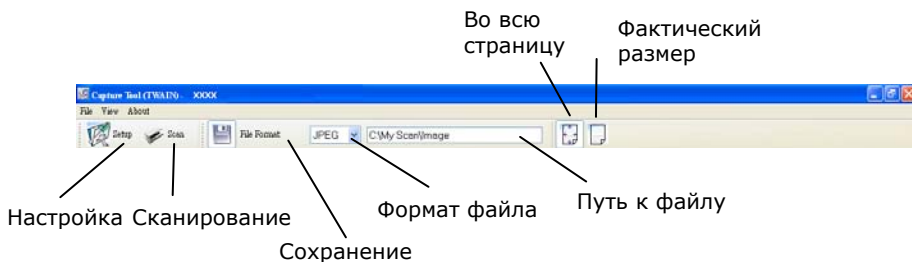 Во всю
страницу
Фактический
размер
Capture Tool (TWAIN) - XXXX
File View About
Setup Scan File Format JPEG C:\My Scan\Image
Настройка Сканирование Формат файла Путь к файлу
Сохранение